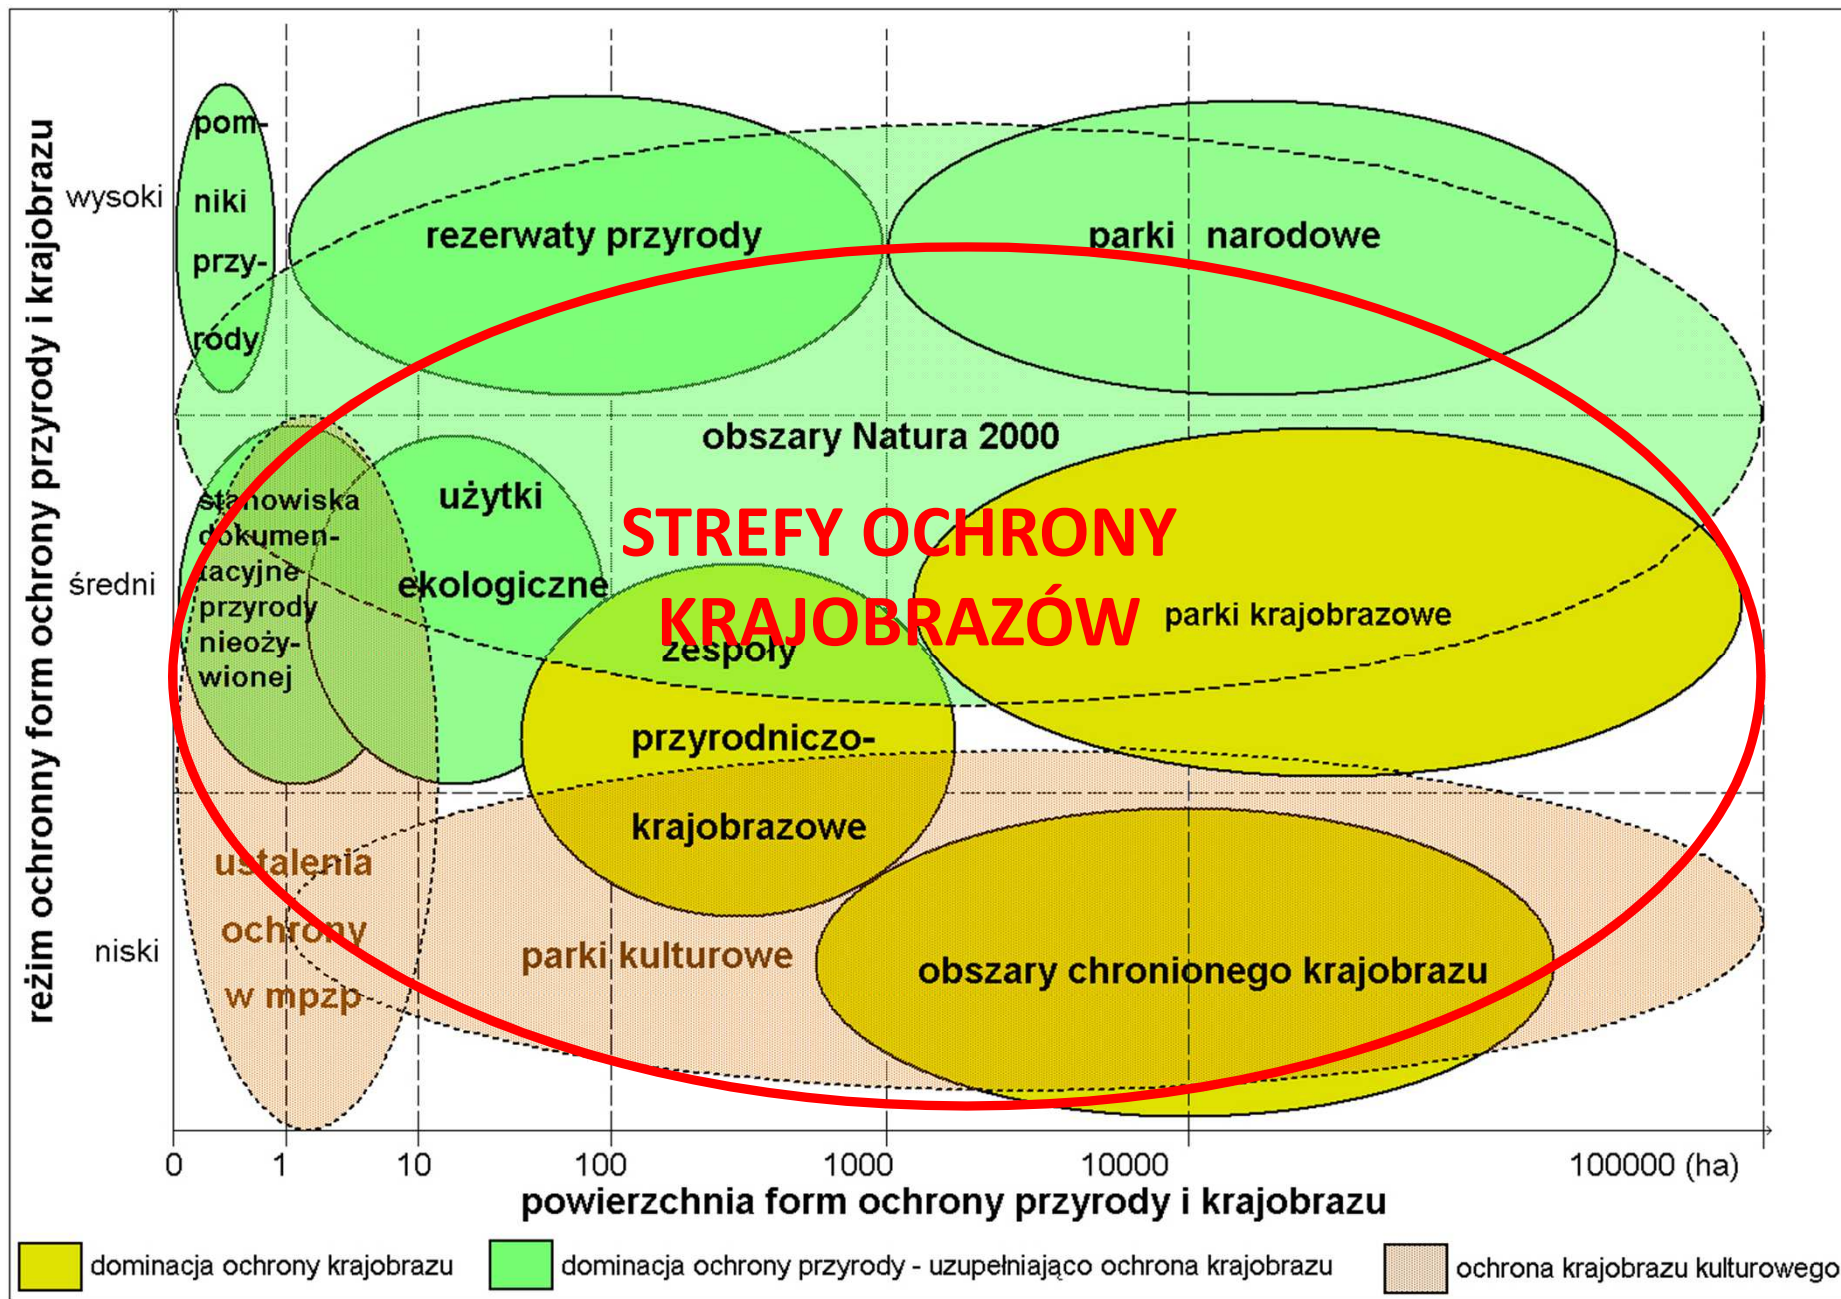 reżim ochronny form ochrony przyrody i krajobrazu
wysoki
średni
niski
pom-
niki
przy-
rody
rezerwaty przyrody
parki narodowe
obszary Natura 2000
stanowiska
dokumen-
tacyjne
przyrody
nieoży-
wionej
użytki
ekologiczne
STREFY OCHRONY
KRAJOBRAZÓW
zespoły
przyrodniczo-
krajobrazowe
parki krajobrazowe
ustalenia
ochrony
w mpzp
parki kulturowe
obszary chronionego krajobrazu
0 1 10 100 1000 10000 100000 (ha)
powierzchnia form ochrony przyrody i krajobrazu
dominacja ochrony krajobrazu
dominacja ochrony przyrody - uzupełniająco ochrona krajobrazu
ochrona krajobrazu kulturowego